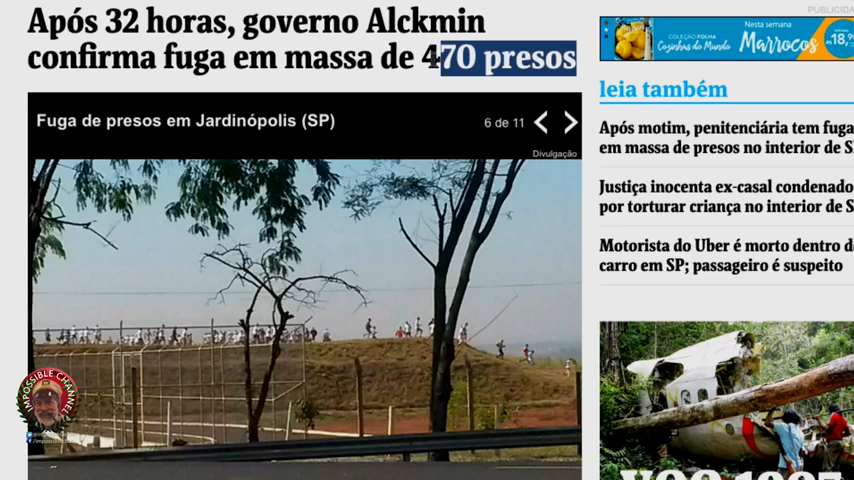 PUBLICIDA
Após 32 horas, governo Alckmin
confirma fuga em massa de 470 presos
COLEÇÃO FOLHA
Cozinhas do Mundo
Nesta semana
Marrocos
R$18,9
leia também
Fuga de presos em Jardinópolis (SP)
6 de 11
Divulgação
Após motim, penitenciária tem fuga
em massa de presos no interior de S
Justiça inocenta ex-casal condenado
por torturar criança no interior de S
Motorista do Uber é morto dentro d
carro em SP; passageiro é suspeito
IMPOSSIBLE CHANNEL